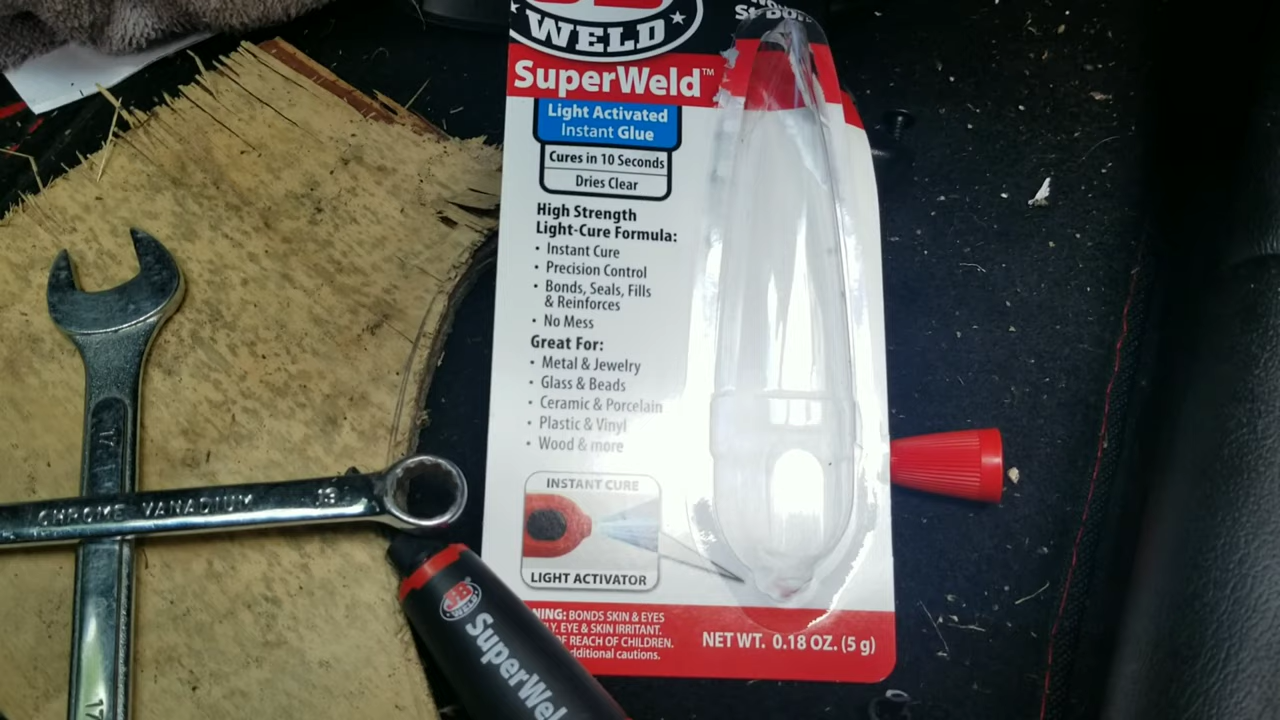 WELD
SuperWeld™
Light Activated
Instant Glue
Cures in 10 Seconds
Dries Clear
High Strength
Light-Cure Formula:
• Instant Cure
• Precision Control
• Bonds, Seals, Fills
& Reinforces
• No Mess
Great For:
• Metal & Jewelry
• Glass & Beads
• Ceramic & Porcelain
• Plastic & Vinyl
• Wood & more
INSTANT CURE
LIGHT ACTIVATOR
NING: BONDS SKIN & EYES
Y. EYE & SKIN IRRITANT.
OF REACH OF CHILDREN.
dditional cautions.
NET WT. 0.18 OZ. (5 g)
17
CHROME VANADIUM
17
J-B
WELD
SuperWel